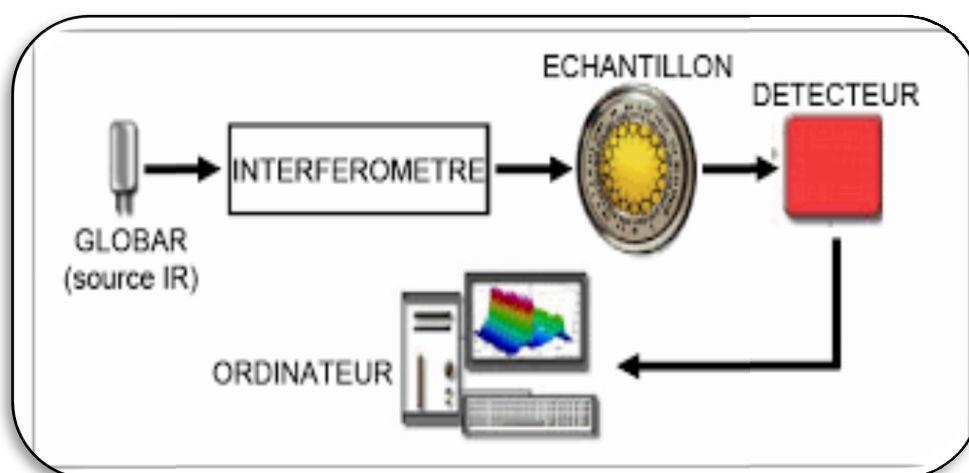 ECHANTILLON
DETECTEUR
INTERFEROMETRE
GLOBAR
(source IR)
ORDINATEUR